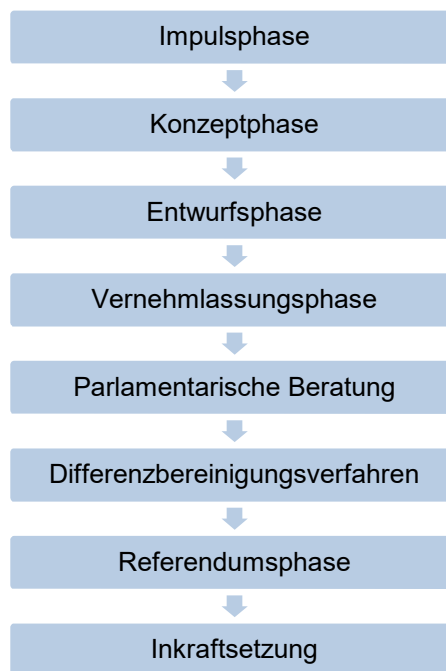 Impulsphase
Konzeptphase
Entwurfsphase
Vernehmlassungsphase
Parlamentarische Beratung
Differenzbereinigungsverfahren
Referendumsphase
Inkraftsetzung